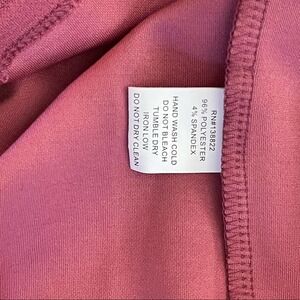 RN#138822
96% POLYESTER
4% SPANDEX
HAND WASH COLD
DO NOT BLEACH
TUMBLE DRY
IRON LOW
DO NOT DRY CLEAN